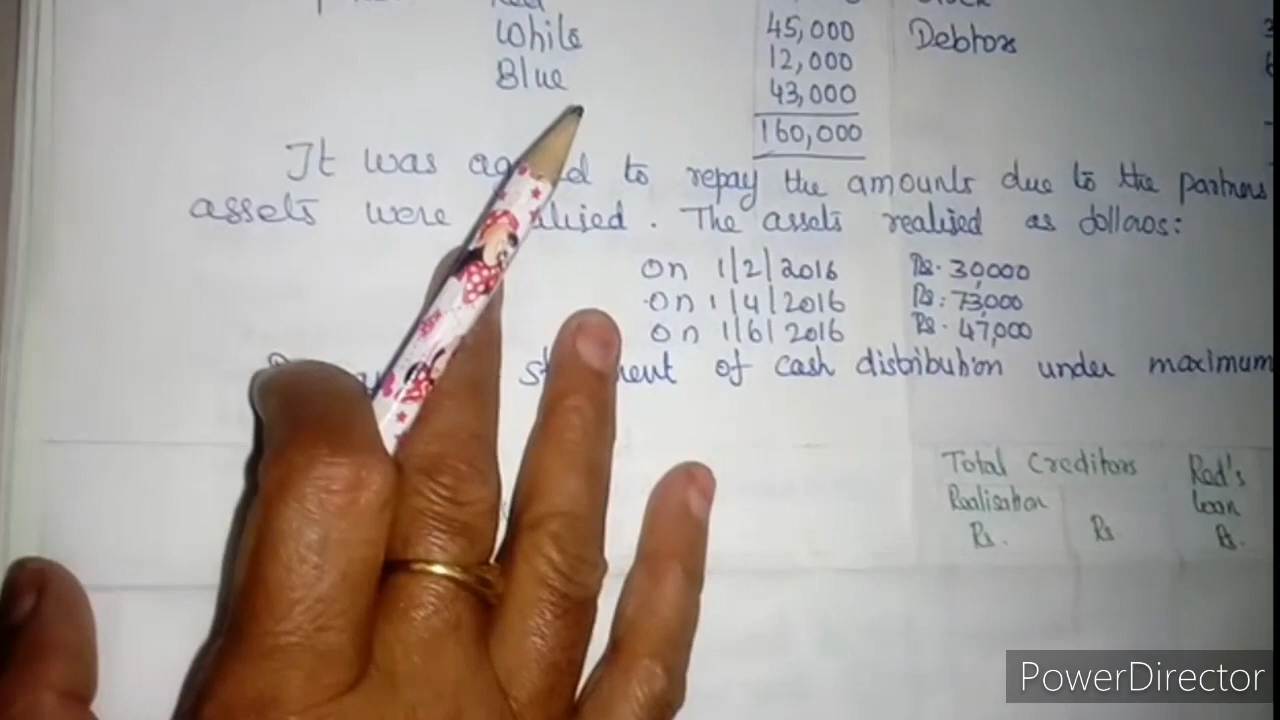 White 45,000 Debtors
Blue 12,000
43,000
160,000
It was to repay the amounts due to the partners
assets were . The assets realised as dollows:
On 1/2/2016 Rs. 30,000
On 1/4/2016 Rs. 73,000
On 1/6/2016 Rs. 47,000
of cash distribution under maximum
Total Creditors Red's
Realisation loan
Rs. Rs. Rs.
PowerDirector